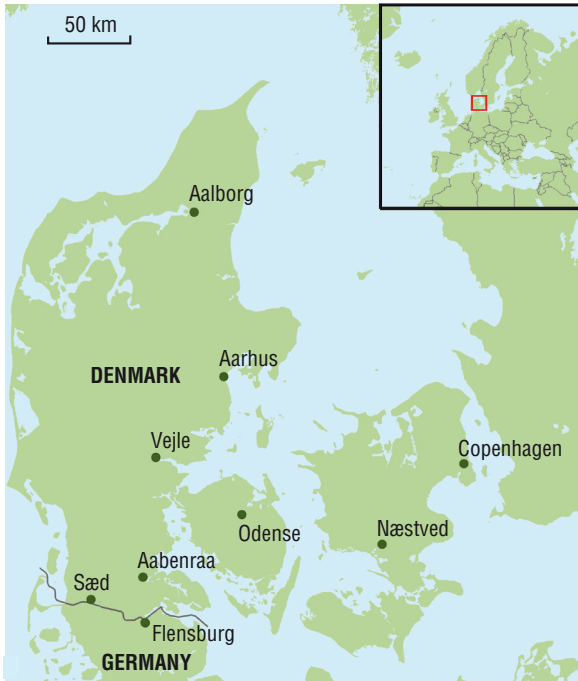 50 km
Aalborg
Aarhus
DENMARK
Vejle
Copenhagen
Odense
Næstved
Aabenraa
Sæd
Flensburg
GERMANY